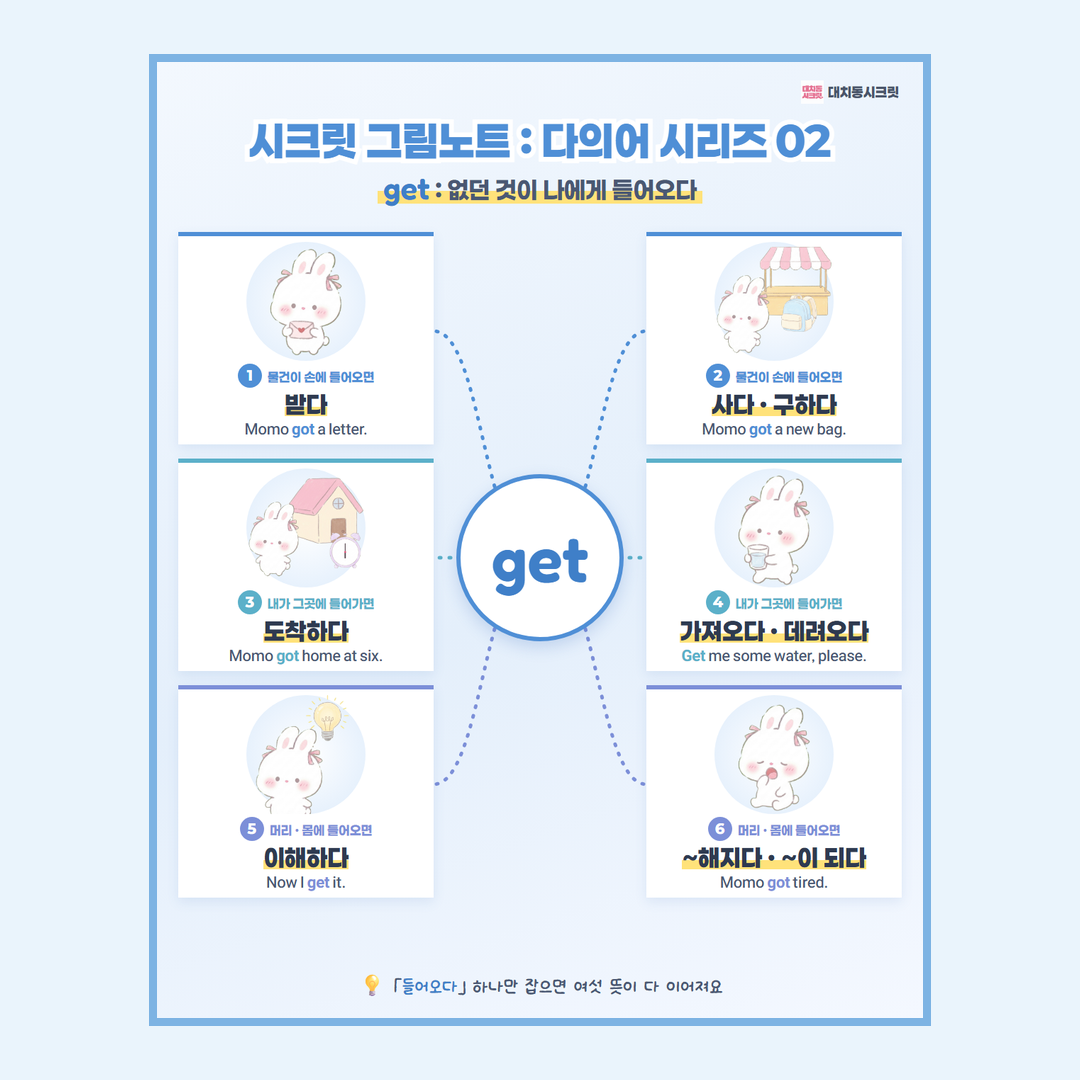 대치동 시크릿
대치동시크릿
시크릿 그림노트 : 다의어 시리즈 02
get : 없던 것이 나에게 들어오다
1 물건이 손에 들어오면
받다
Momo got a letter.
2 물건이 손에 들어오면
사다 · 구하다
Momo got a new bag.
3 내가 그곳에 들어가면
도착하다
Momo got home at six.
4 내가 그곳에 들어가면
가져오다 · 데려오다
Get me some water, please.
5 머리 · 몸에 들어오면
이해하다
Now I get it.
6 머리 · 몸에 들어오면
~해지다 · ~이 되다
Momo got tired.
get
「들어오다」 하나만 잡으면 여섯 뜻이 다 이어져요